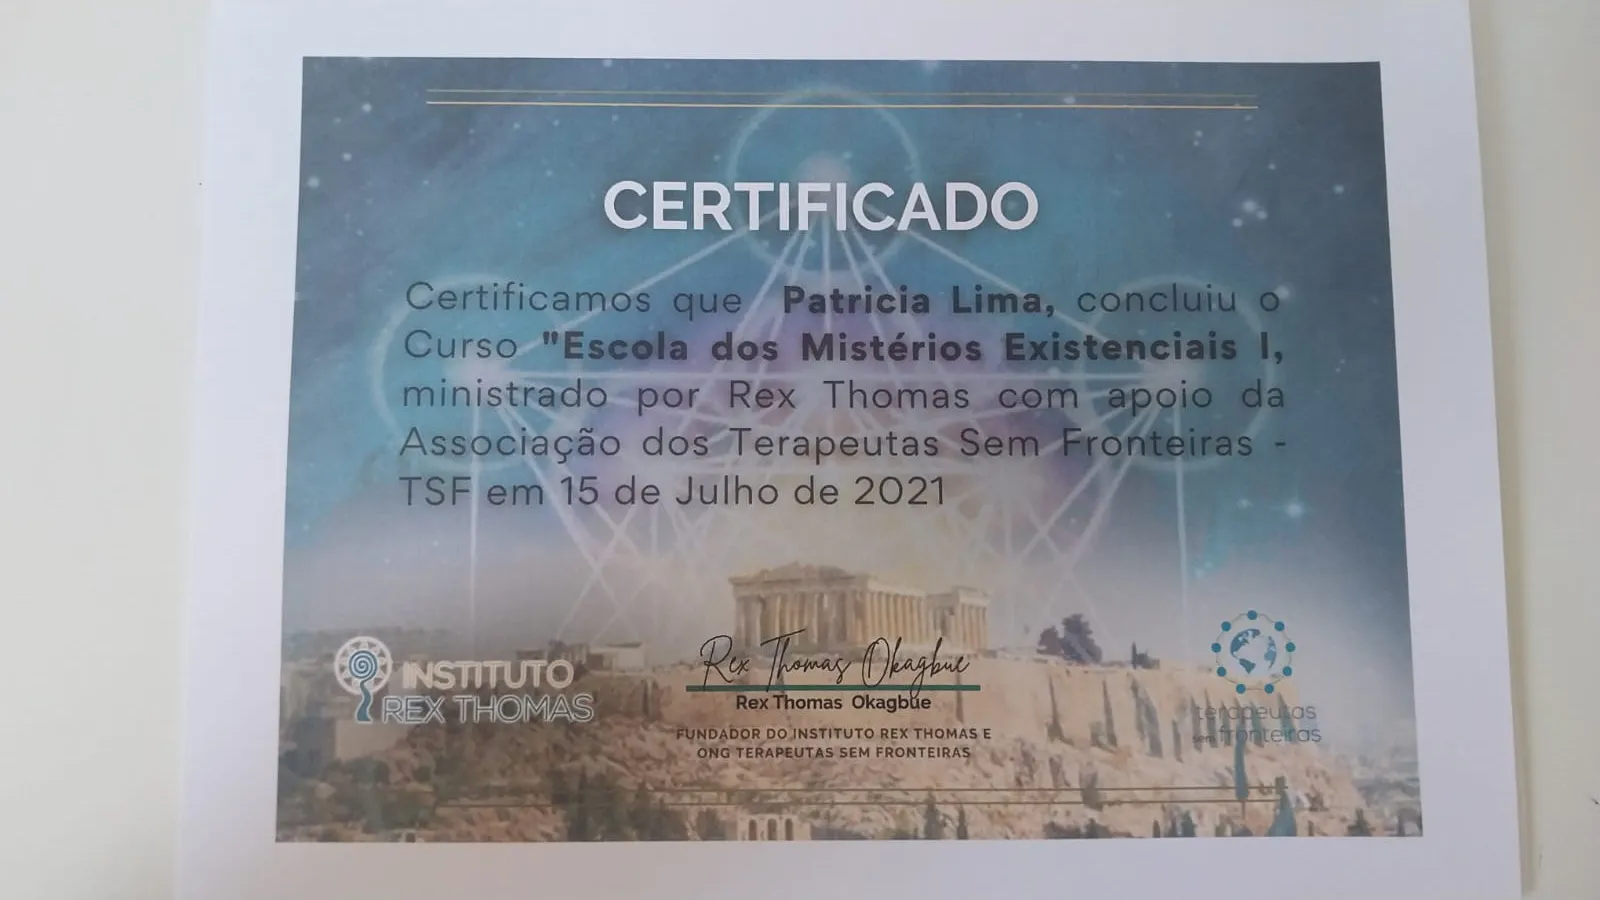 CERTIFICADO
Certificamos que Patricia Lima, concluiu o
Curso "Escola dos Mistérios Existenciais I,
ministrado por Rex Thomas com apoio da
Associação dos Terapeutas Sem Fronteiras -
TSF em 15 de Julho de 2021
INSTITUTO
REX THOMAS
Rex Thomas Okagbue
Rex Thomas Okagbue
FUNDADOR DO INSTITUTO REX THOMAS E
ONG TERAPEUTAS SEM FRONTEIRAS
terapeutas
sem fronteiras